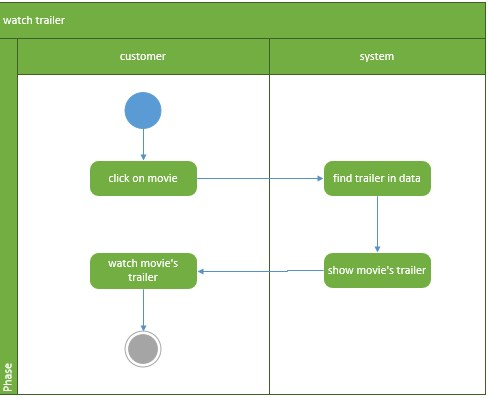 watch trailer
customer
system
click on movie
find trailer in data
watch movie's
trailer
show movie's trailer
Phase